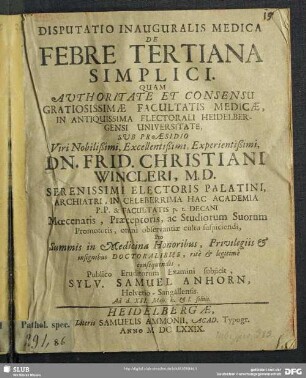 DISPUTATIO INAUGURALIS MEDICA
DE
FEBRE TERTIANA
SIMPLICI.
QUAM
AUTHORITATE ET CONSENSU
GRATIOSISSIMÆ FACULTATIS MEDICÆ,
IN ANTIQUISSIMA ELECTORALI HEIDELBER-
GENSI UNIVERSITATE,
SUB PRÆSIDIO
Viri Nobilißimi, Excellentißimi, Experientißimi,
DN. FRID. CHRISTIANI
WINCLERI, M.D.
SERENISSIMI ELECTORIS PALATINI,
ARCHIATRI, IN CELEBERRIMA HAC ACADEMIA
P.P. & FACULTATIS p. t. DECANI
Mœcenatis, Præceptoris, ac Studiorum Suorum
Promotoris, omni observantiæ cultu suspiciendi,
Pro
Summis in Medicina Honoribus, Privilegiis &
insignibus DOCTORALIBUS, ritè & legitimè
consequendis,
Publico Eruditorum Examini subjicit
SYLV. SAMUEL ANHORN,
Helvetio-Sangallensis.
HEIDELBERGÆ,
Literis SAMUELIS AMMONII, ACAD. Typogr.
ANNO M DC LXXIX.
Pathol. spec.